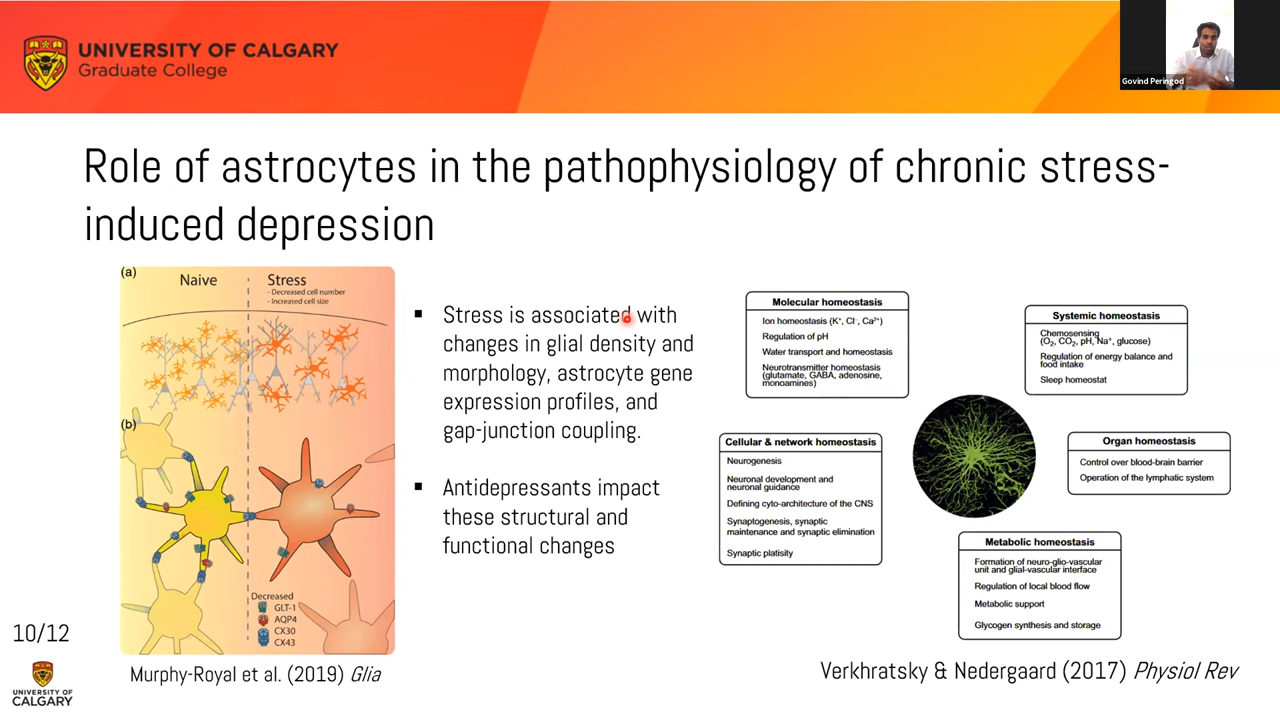 UNIVERSITY OF CALGARY
Graduate College
Govind Peringod
Role of astrocytes in the pathophysiology of chronic stress-
induced depression
(a)
Naive
Stress
- Decreased cell number
- Increased cell size
(b)
Decreased
GLT-1
AQP4
CX30
CX43
Murphy-Royal et al. (2019) Glia
▪ Stress is associated with
changes in glial density and
morphology, astrocyte gene
expression profiles, and
gap-junction coupling.
▪ Antidepressants impact
these structural and
functional changes
Molecular homeostasis
Ion homeostasis (K⁺, Cl⁻, Ca²⁺)
Regulation of pH
Water transport and homeostasis
Neurotransmitter homeostasis
(glutamate, GABA, adenosine,
monoamines)
Systemic homeostasis
Chemosensing
(O₂, CO₂, pH, Na⁺, glucose)
Regulation of energy balance and
food intake
Sleep homeostat
Cellular & network homeostasis
Neurogenesis
Neuronal development and
neuronal guidance
Defining cyto-architecture of the CNS
Synaptogenesis, synaptic
maintenance and synaptic elimination
Synaptic platisity
Organ homeostasis
Control over blood-brain barrier
Operation of the lymphatic system
Metabolic homeostasis
Formation of neuro-glio-vascular
unit and glial-vascular interface
Regulation of local blood flow
Metabolic support
Glycogen synthesis and storage
Verkhratsky & Nedergaard (2017) Physiol Rev
10/12
UNIVERSITY OF
CALGARY